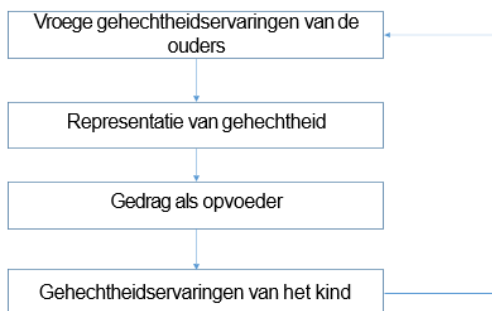 Vroege gehechtheidservaringen van de
ouders
Representatie van gehechtheid
Gedrag als opvoeder
Gehechtheidservaringen van het kind